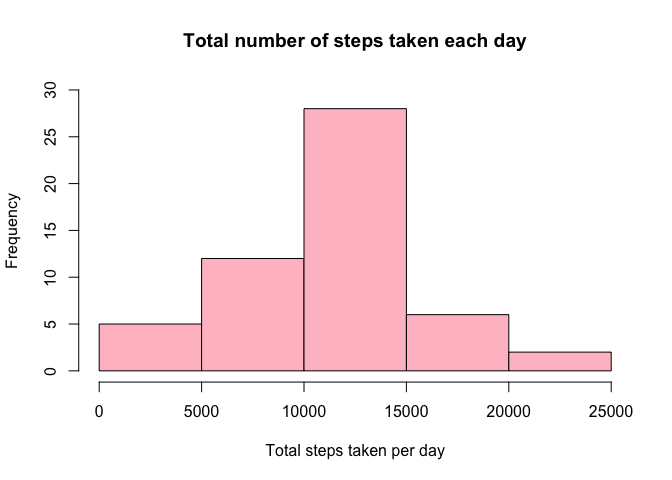 Total number of steps taken each day
Frequency
30
25
20
15
10
5
0
0 5000 10000 15000 20000 25000
Total steps taken per day